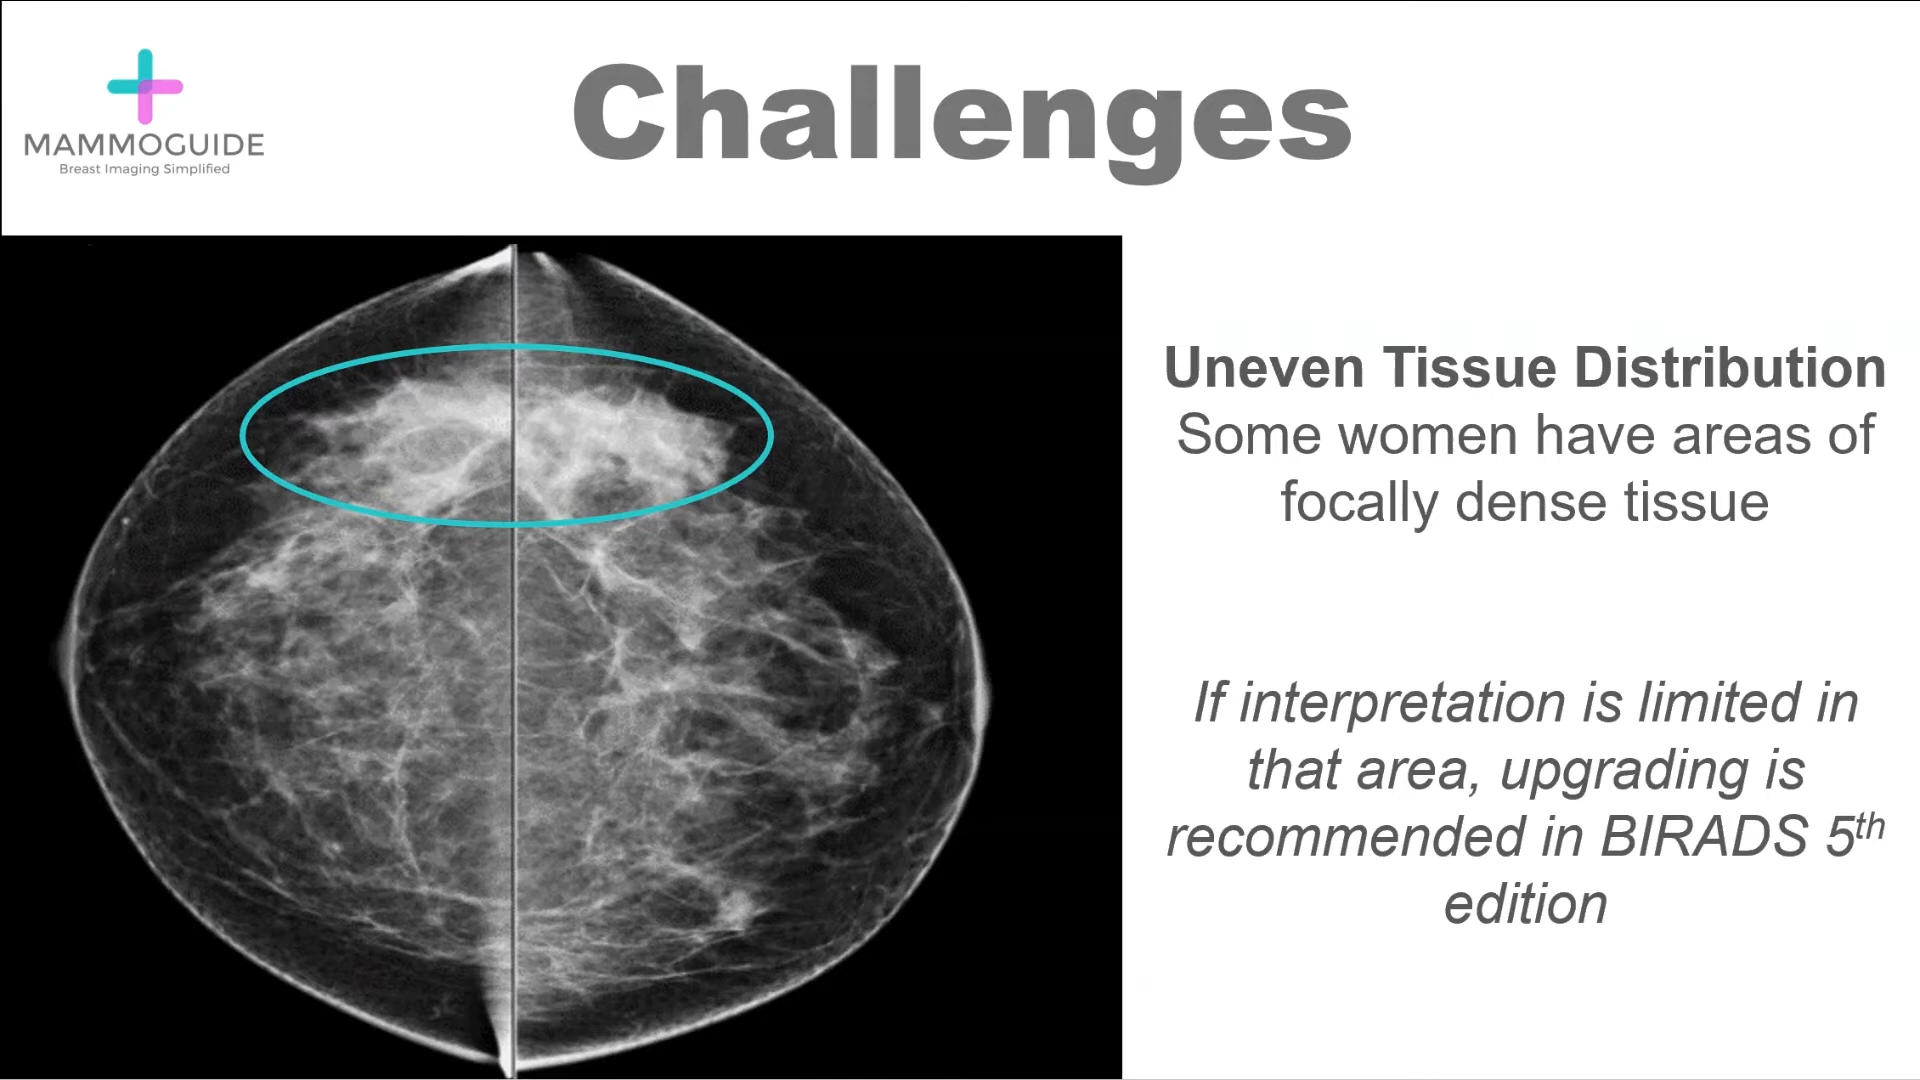 MAMMOGUIDE
Breast Imaging Simplified
Challenges
Uneven Tissue Distribution
Some women have areas of
focally dense tissue
If interpretation is limited in
that area, upgrading is
recommended in BIRADS 5th
edition